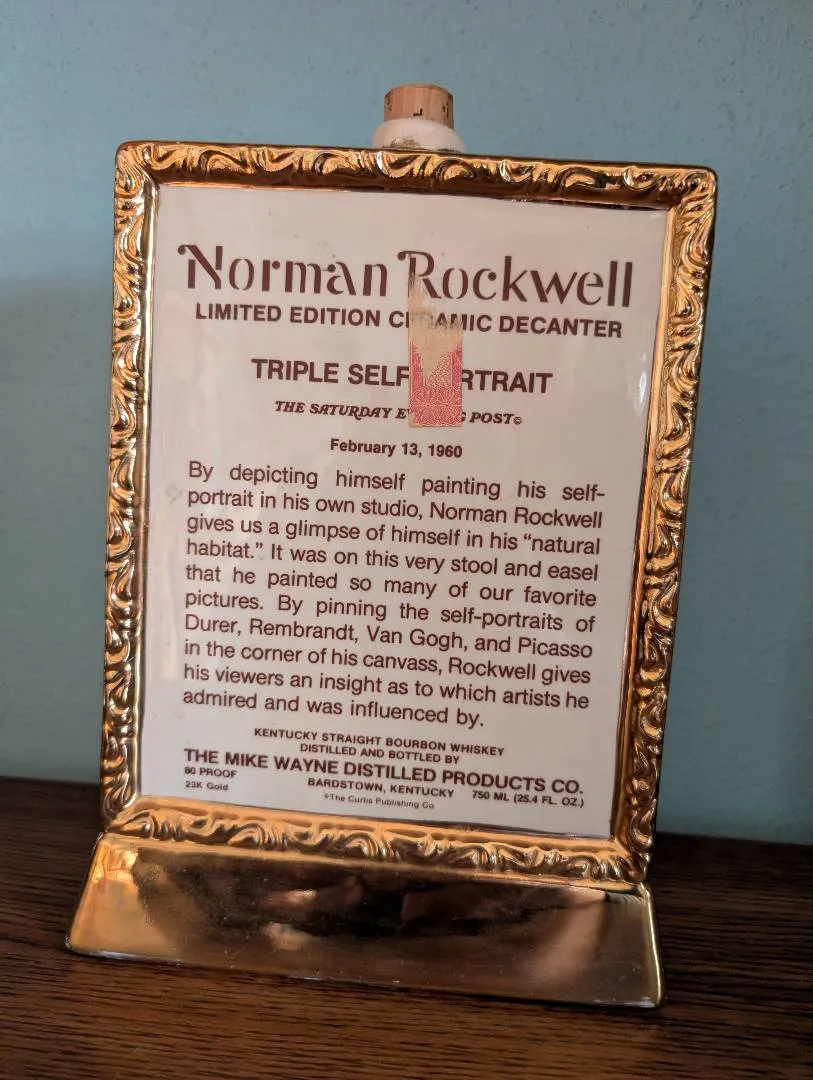 Norman Rockwell
LIMITED EDITION CERAMIC DECANTER
TRIPLE SELF PORTRAIT
THE SATURDAY EVENING POST©
February 13, 1960
By depicting himself painting his self-
portrait in his own studio, Norman Rockwell
gives us a glimpse of himself in his “natural
habitat.” It was on this very stool and easel
that he painted so many of our favorite
pictures. By pinning the self-portraits of
Durer, Rembrandt, Van Gogh, and Picasso
in the corner of his canvass, Rockwell gives
his viewers an insight as to which artists he
admired and was influenced by.
KENTUCKY STRAIGHT BOURBON WHISKEY
DISTILLED AND BOTTLED BY
THE MIKE WAYNE DISTILLED PRODUCTS CO.
80 PROOF BARDSTOWN, KENTUCKY 750 ML (25.4 FL. OZ.)
23K Gold ©The Curtis Publishing Co